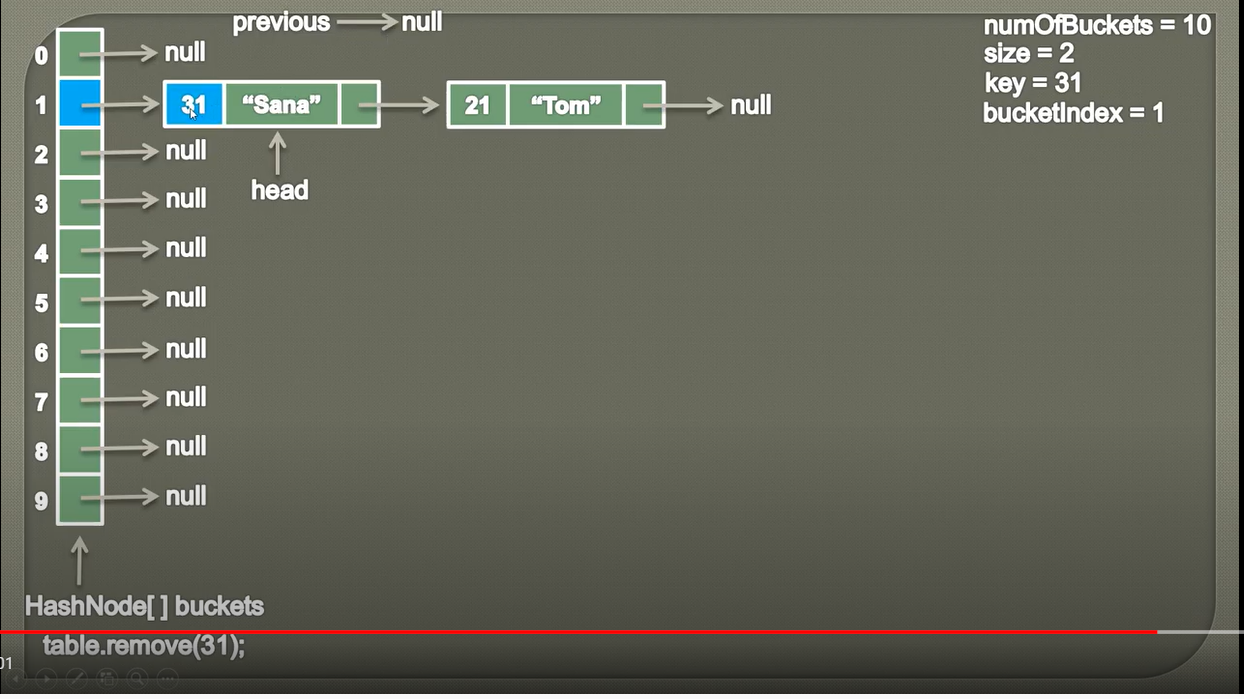 previous null
numOfBuckets = 10
size = 2
key = 31
bucketIndex = 1
0 null
1 31 “Sana” 21 “Tom” null
head
2 null
3 null
4 null
5 null
6 null
7 null
8 null
9 null
HashNode[ ] buckets
table.remove(31);
01